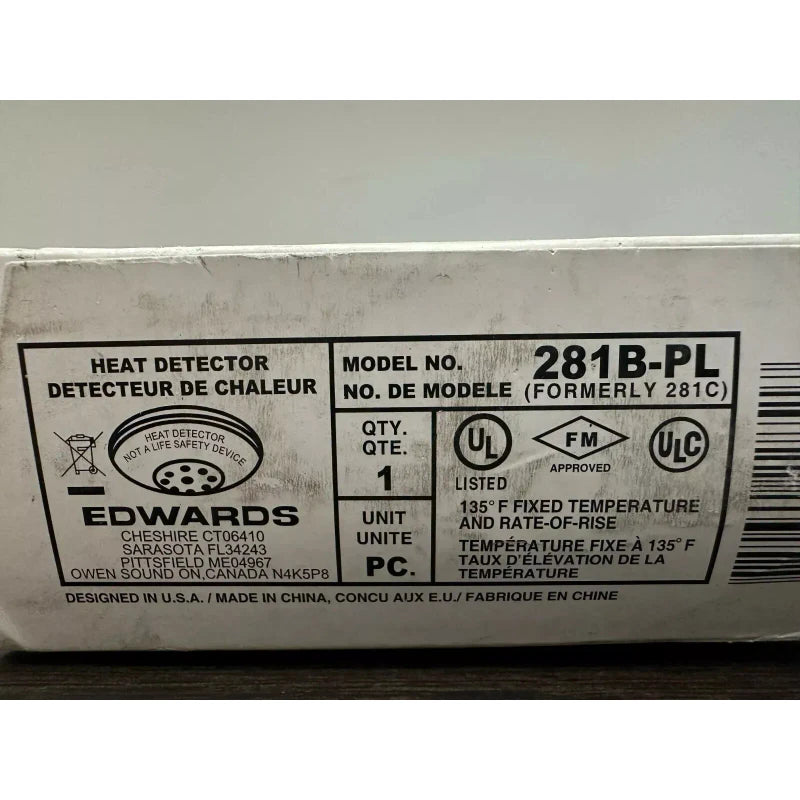 HEAT DETECTOR
DETECTEUR DE CHALEUR
HEAT DETECTOR
NOT A LIFE SAFETY DEVICE
EDWARDS
CHESHIRE CT06410
SARASOTA FL34243
PITTSFIELD ME04967
OWEN SOUND ON,CANADA N4K5P8
MODEL NO. 281B-PL
NO. DE MODELE (FORMERLY 281C)
QTY.
QTE.
1
UNIT
UNITE
PC.
UL
LISTED
FM
APPROVED
ULC
135°F FIXED TEMPERATURE
AND RATE-OF-RISE
TEMPÉRATURE FIXE À 135°F
TAUX D'ÉLÉVATION DE LA
TEMPÉRATURE
DESIGNED IN U.S.A. / MADE IN CHINA, CONCU AUX E.U./ FABRIQUE EN CHINE